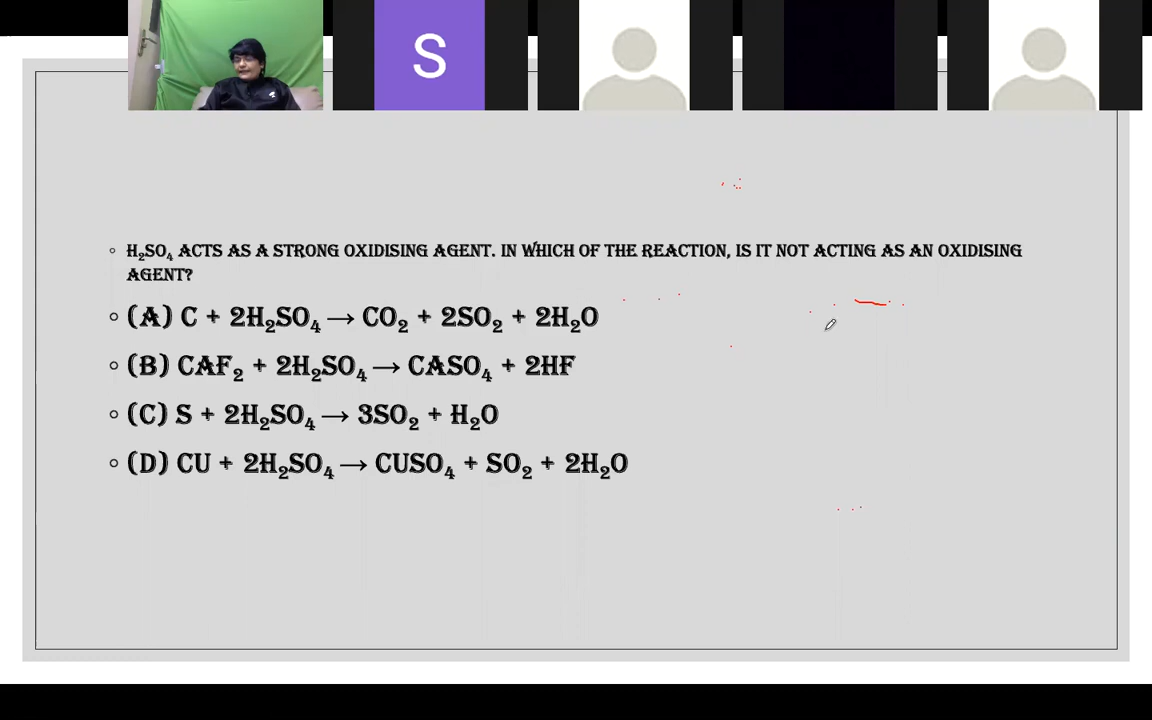 S
H₂SO₄ ACTS AS A STRONG OXIDISING AGENT. IN WHICH OF THE REACTION, IS IT NOT ACTING AS AN OXIDISING
AGENT?
(A) C + 2H₂SO₄ → CO₂ + 2SO₂ + 2H₂O
(B) CAF₂ + 2H₂SO₄ → CASO₄ + 2HF
(C) S + 2H₂SO₄ → 3SO₂ + H₂O
(D) CU + 2H₂SO₄ → CUSO₄ + SO₂ + 2H₂O